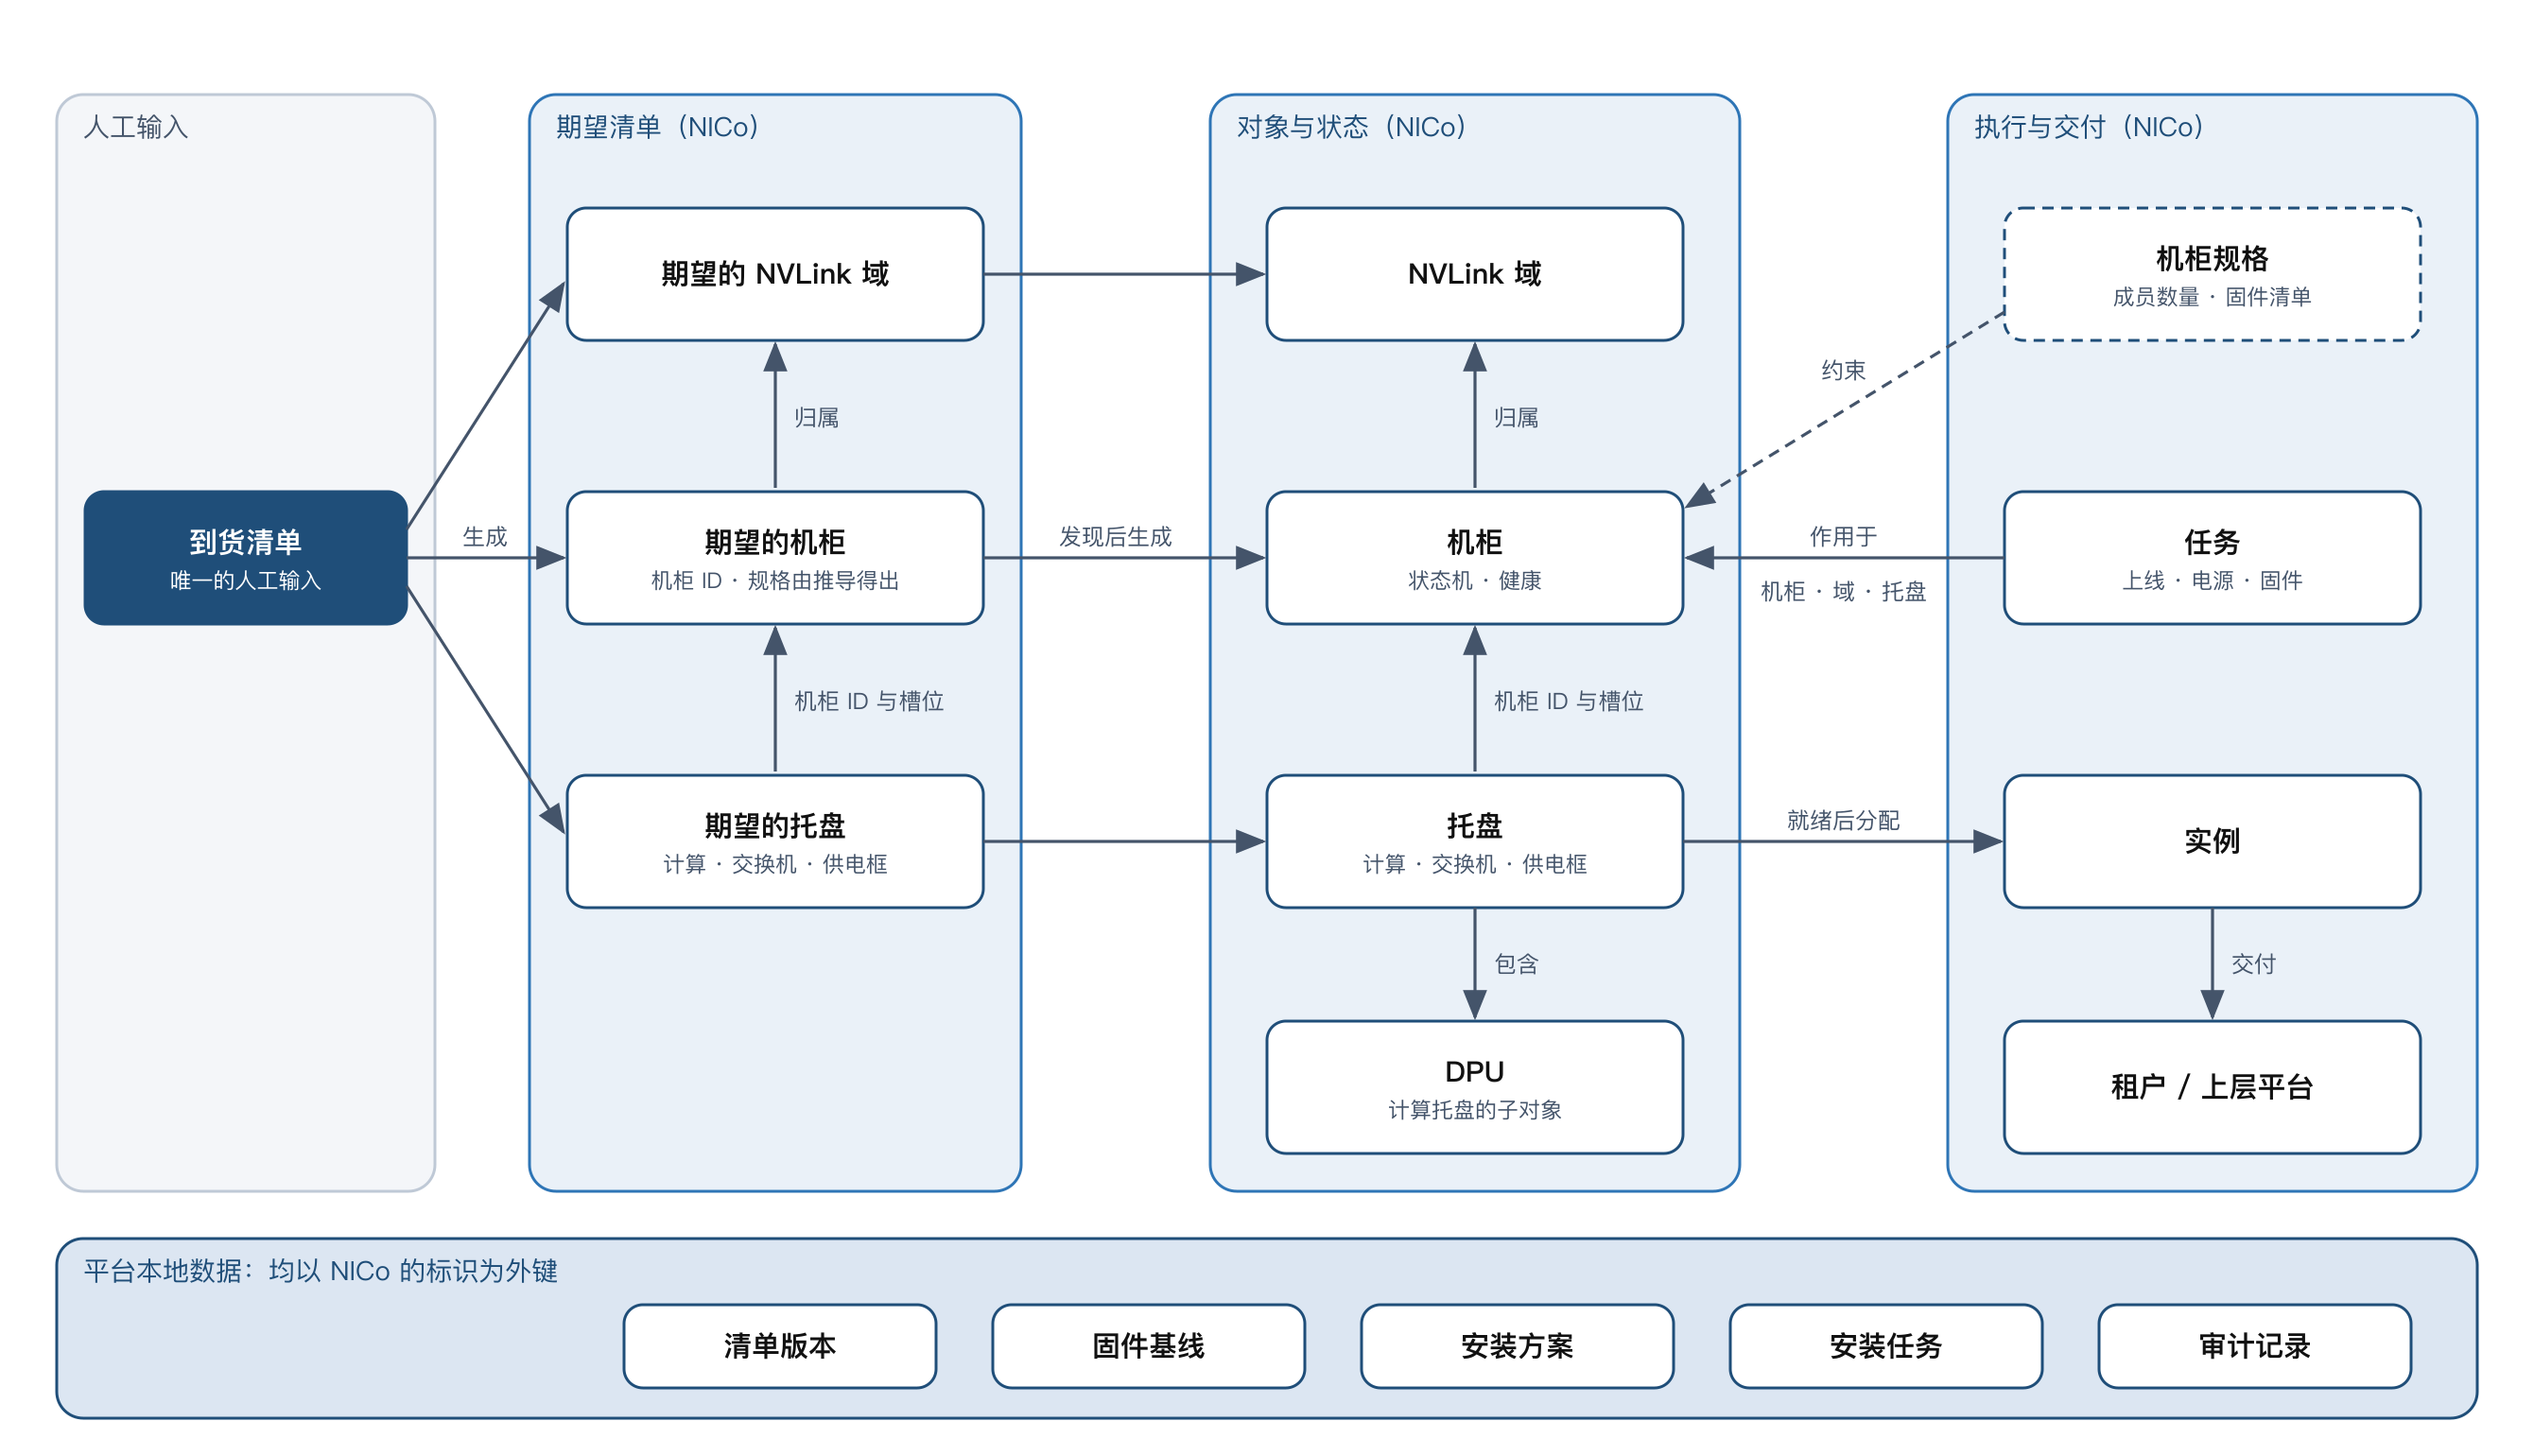 人工输入
到货清单
唯一的人工输入
生成
期望清单（NICo）
期望的 NVLink 域
归属
期望的机柜
机柜 ID · 规格由推导得出
机柜 ID 与槽位
期望的托盘
计算 · 交换机 · 供电框
发现后生成
对象与状态（NICo）
NVLink 域
归属
机柜
状态机 · 健康
机柜 ID 与槽位
托盘
计算 · 交换机 · 供电框
包含
DPU
计算托盘的子对象
约束
作用于
机柜 · 域 · 托盘
就绪后分配
执行与交付（NICo）
机柜规格
成员数量 · 固件清单
任务
上线 · 电源 · 固件
实例
交付
租户 / 上层平台
平台本地数据：均以 NICo 的标识为外键
清单版本
固件基线
安装方案
安装任务
审计记录